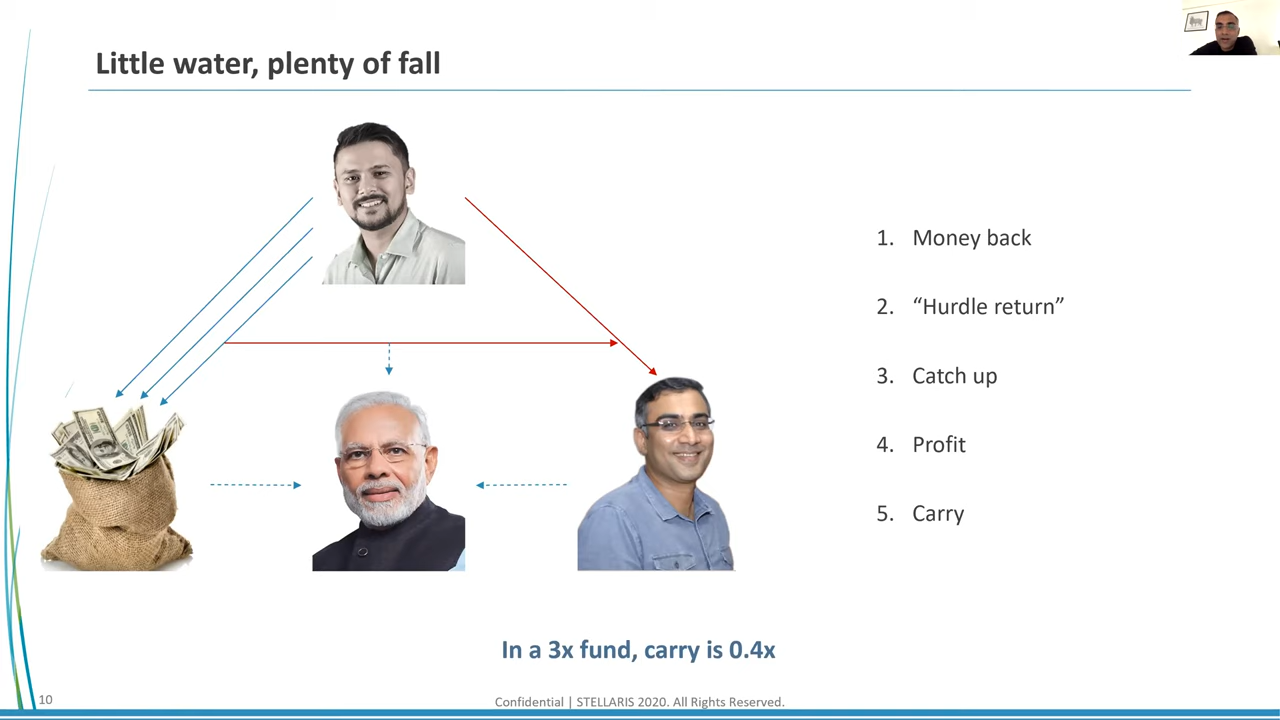 Little water, plenty of fall
1. Money back
2. “Hurdle return”
3. Catch up
4. Profit
5. Carry
In a 3x fund, carry is 0.4x
10
Confidential | STELLARIS 2020. All Rights Reserved.